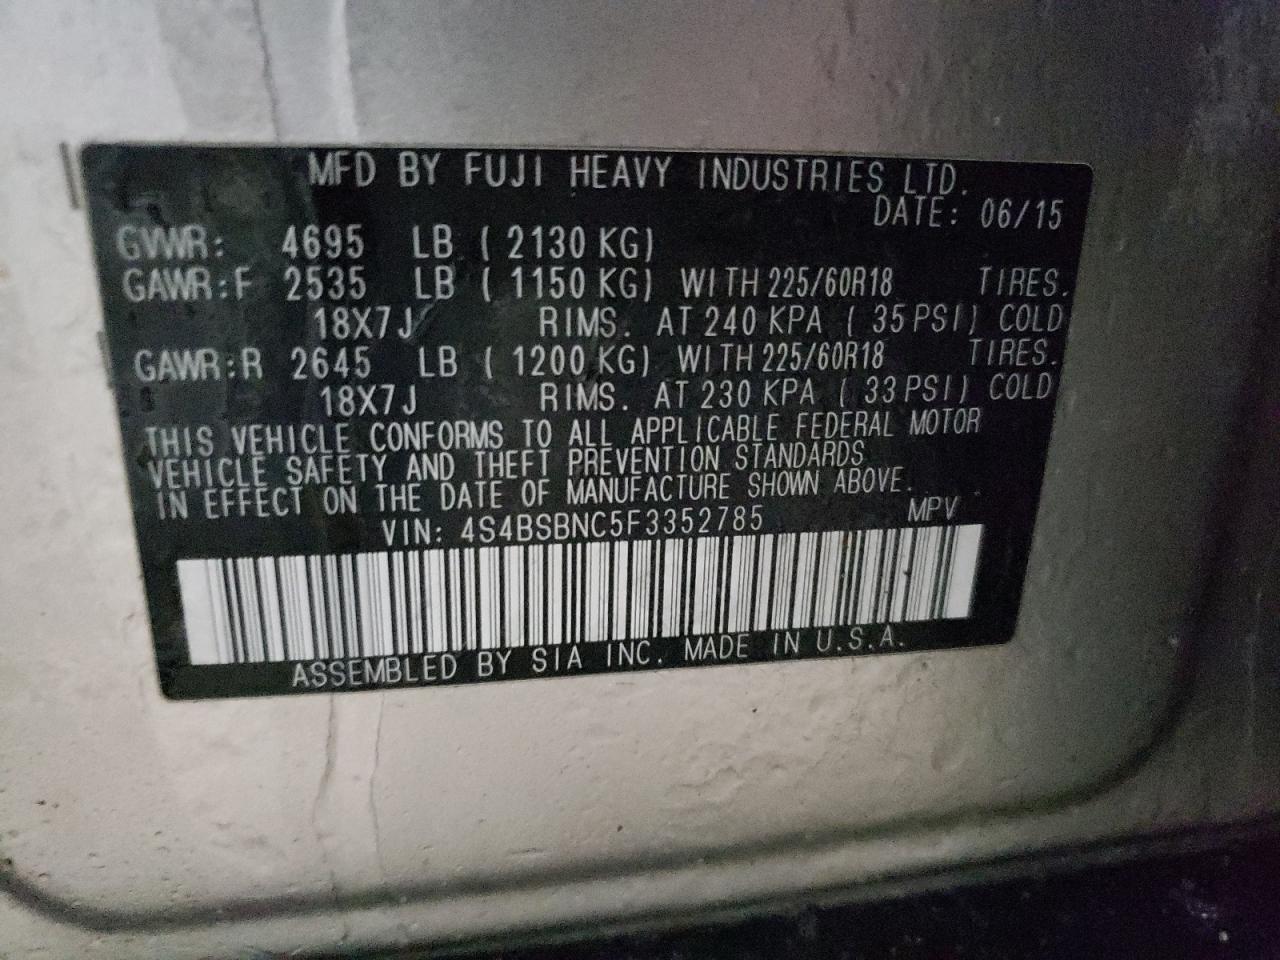 MFD BY FUJI HEAVY INDUSTRIES LTD.
DATE: 06/15
GVWR: 4695 LB ( 2130 KG)
GAWR:F 2535 LB ( 1150 KG) WITH 225/60R18 TIRES.
18X7J RIMS. AT 240 KPA ( 35 PSI) COLD
GAWR:R 2645 LB ( 1200 KG) WITH 225/60R18 TIRES.
18X7J RIMS. AT 230 KPA ( 33 PSI) COLD
THIS VEHICLE CONFORMS TO ALL APPLICABLE FEDERAL MOTOR
VEHICLE SAFETY AND THEFT PREVENTION STANDARDS
IN EFFECT ON THE DATE OF MANUFACTURE SHOWN ABOVE.
VIN: 4S4BSBNC5F3352785 MPV
ASSEMBLED BY SIA INC. MADE IN U.S.A.